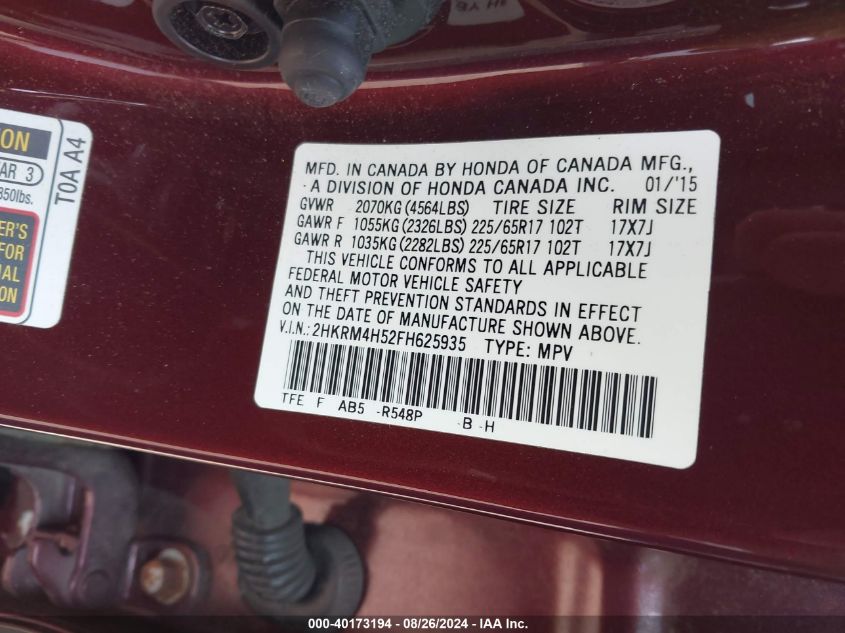 ION
AR 3
850lbs.
ER'S
FOR
IAL
ION
T0A A4
MFD. IN CANADA BY HONDA OF CANADA MFG.,
A DIVISION OF HONDA CANADA INC. 01/'15
GVWR 2070KG (4564LBS) TIRE SIZE RIM SIZE
GAWR F 1055KG (2326LBS) 225/65R17 102T 17X7J
GAWR R 1035KG (2282LBS) 225/65R17 102T 17X7J
THIS VEHICLE CONFORMS TO ALL APPLICABLE
FEDERAL MOTOR VEHICLE SAFETY
AND THEFT PREVENTION STANDARDS IN EFFECT
ON THE DATE OF MANUFACTURE SHOWN ABOVE.
V.I.N.: 2HKRM4H52FH625935 TYPE: MPV
TFE F AB5 -R548P -B -H
000-40173194 — 08/26/2024 — IAA Inc.